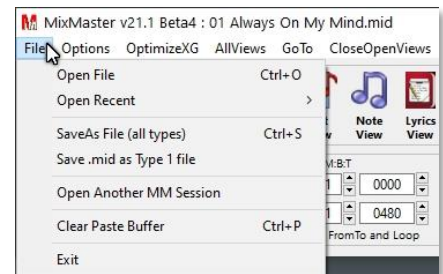 MixMaster v21.1 Beta4 : 01 Always On My Mind.mid
File Options OptimizeXG AllViews GoTo CloseOpenViews
Open File Ctrl+O
Open Recent >
SaveAs File (all types) Ctrl+S
Save .mid as Type 1 file
Open Another MM Session
Clear Paste Buffer Ctrl+P
Exit
Note View
Lyrics View
M:B:T
1 0000
1 0480
FromTo and Loop